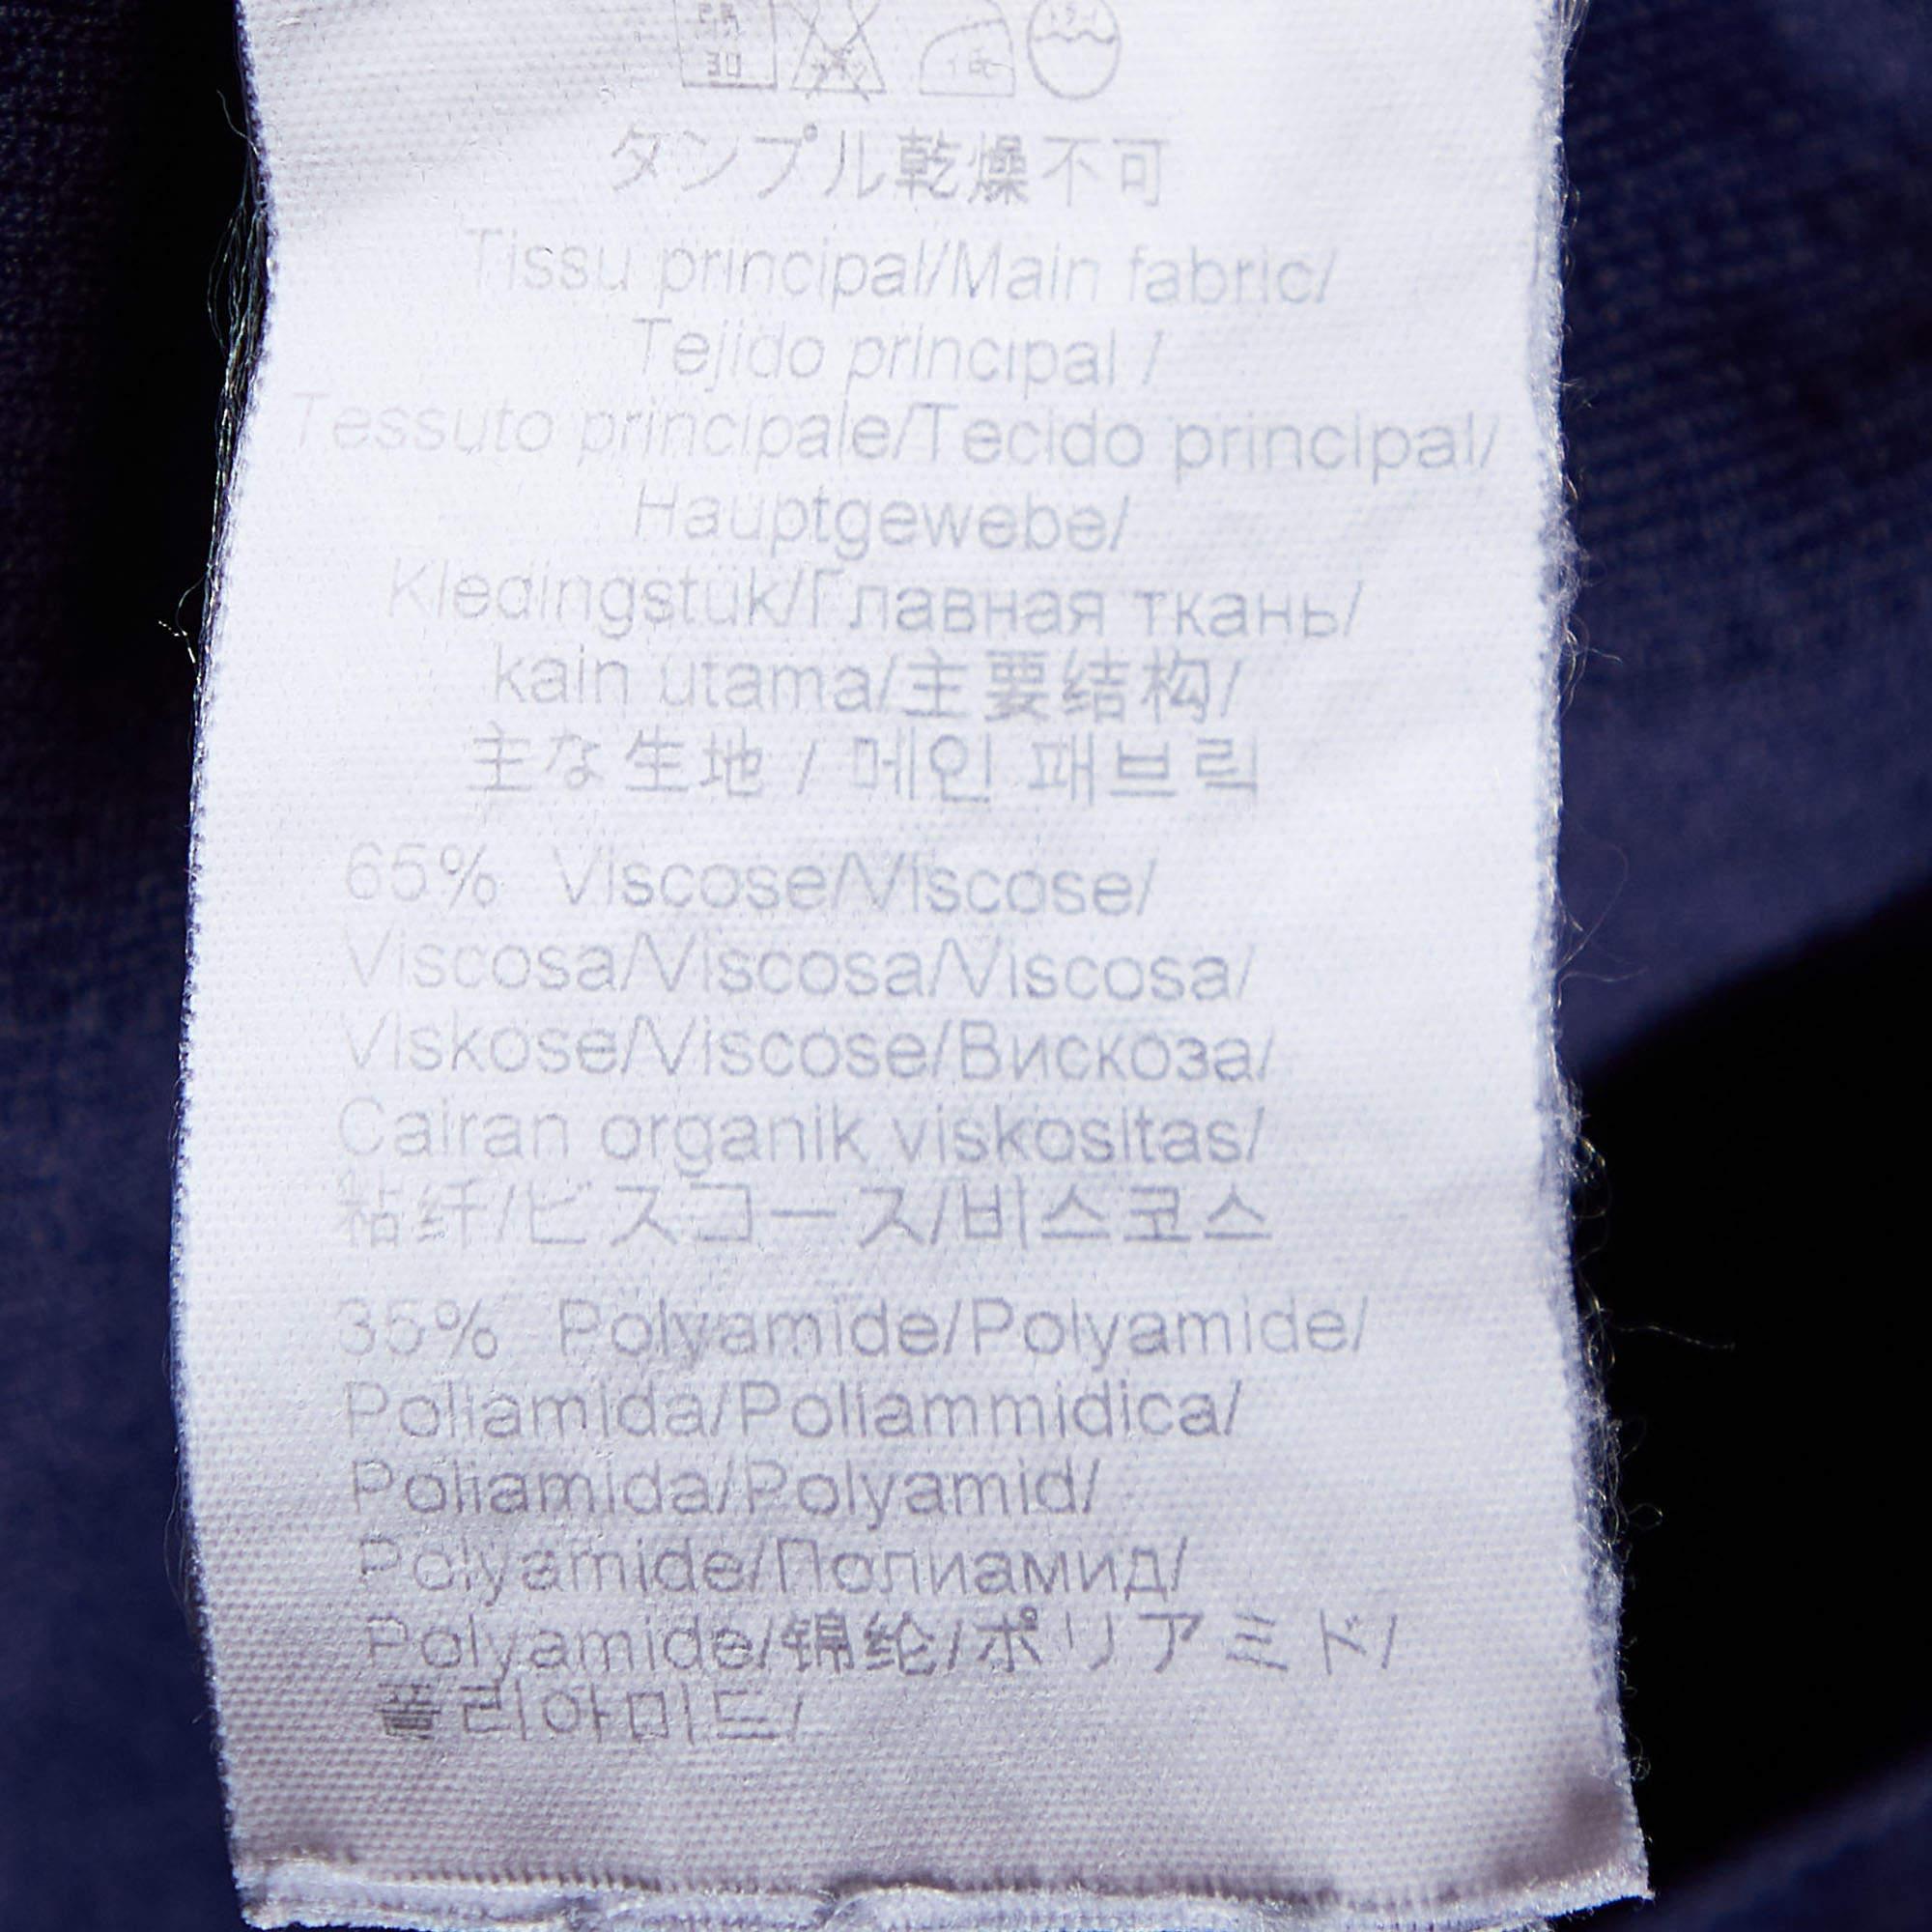 30
タンプル乾燥不可
Tissu principal/Main fabric/
Tejido principal /
Tessuto principale/Tecido principal/
Hauptgewebe/
Kledingstuk/Главная ткань/
kain utama/主要结构/
主な生地 / 메인 패브릭
65% Viscose/Viscose/
Viscosa/Viscosa/Viscosa/
Viskose/Viscose/Вискоза/
Cairan organik viskositas/
粘纤/ビスコース/비스코스
35% Polyamide/Polyamide/
Poliamida/Poliammidica/
Poliamida/Polyamid/
Polyamide/Полиамид/
Polyamide/锦纶/ポリアミド/
폴리아미드/